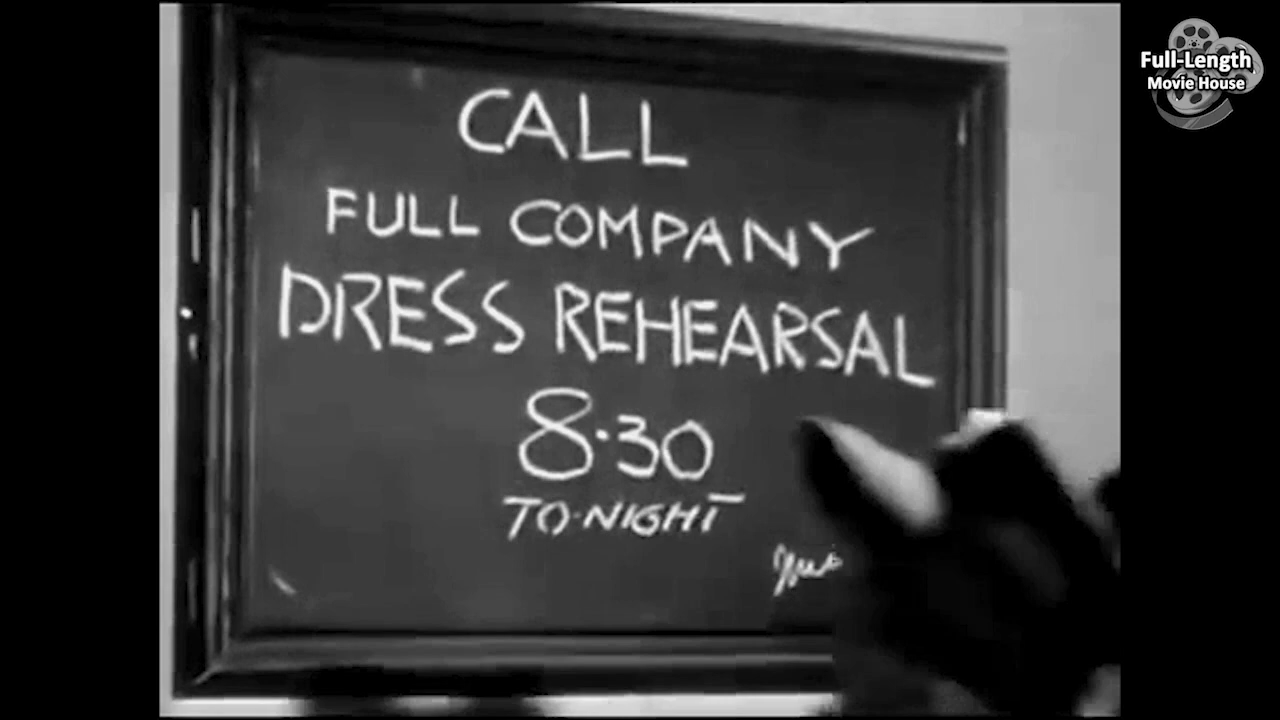 CALL
FULL COMPANY
DRESS REHEARSAL
8·30
TO·NIGHT
Full-Length
Movie House